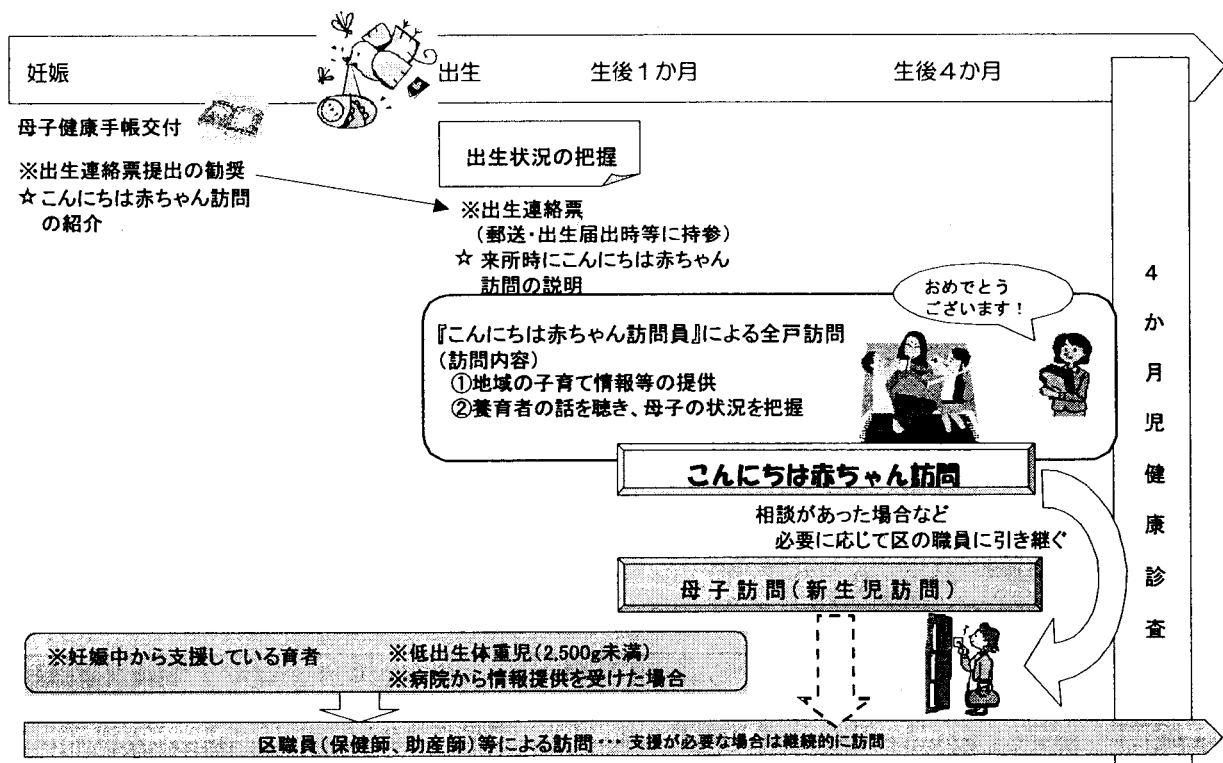 妊娠
出生
生後1か月
生後4か月
母子健康手帳交付
※出生連絡票提出の勧奨
☆こんにちは赤ちゃん訪問
の紹介
出生状況の把握
※出生連絡票
(郵送・出生届出時等に持参)
☆ 来所時にこんにちは赤ちゃん
訪問の説明
おめでとう
ございます!
『こんにちは赤ちゃん訪問員』による全戸訪問
(訪問内容)
①地域の子育て情報等の提供
②養育者の話を聴き、母子の状況を把握
こんにちは赤ちゃん訪問
相談があった場合など
必要に応じて区の職員に引き継ぐ
母子訪問(新生児訪問)
4か月児健康診査
※妊娠中から支援している育者
※低出生体重児(2,500g未満)
※病院から情報提供を受けた場合
区職員(保健師、助産師)等による訪問… 支援が必要な場合は継続的に訪問